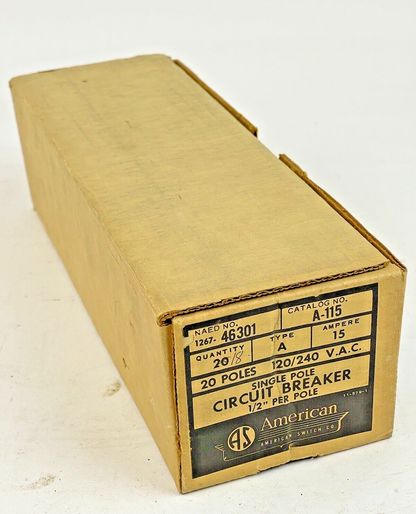 NAED NO. CATALOG NO.
1267- 46301 A-115
QUANTITY TYPE AMPERE
20/18 A 15
20 POLES 120/240 V.A.C.
SINGLE POLE
CIRCUIT BREAKER
1/2" PER POLE
AS American
AMERICAN SWITCH CO.